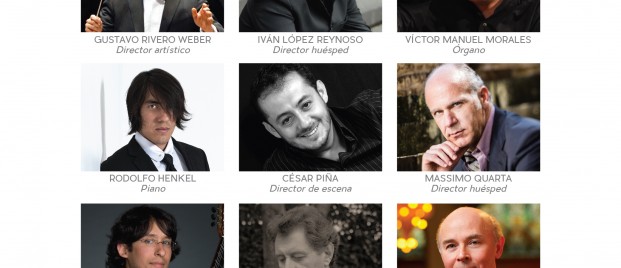 GUSTAVO RIVERO WEBER
Director artístico
IVÁN LÓPEZ REYNOSO
Director huésped
VÍCTOR MANUEL MORALES
Órgano
RODOLFO HENKEL
Piano
CÉSAR PIÑA
Director de escena
MASSIMO QUARTA
Director huésped